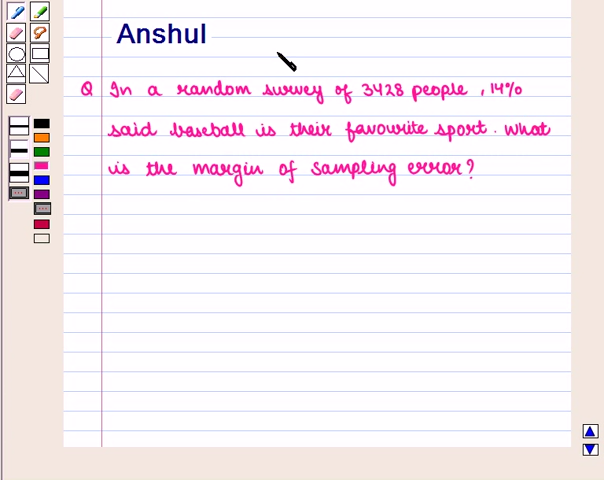 Anshul
Q In a random survey of 3428 people, 14%
said baseball is their favourite sport. What
is the margin of sampling error?